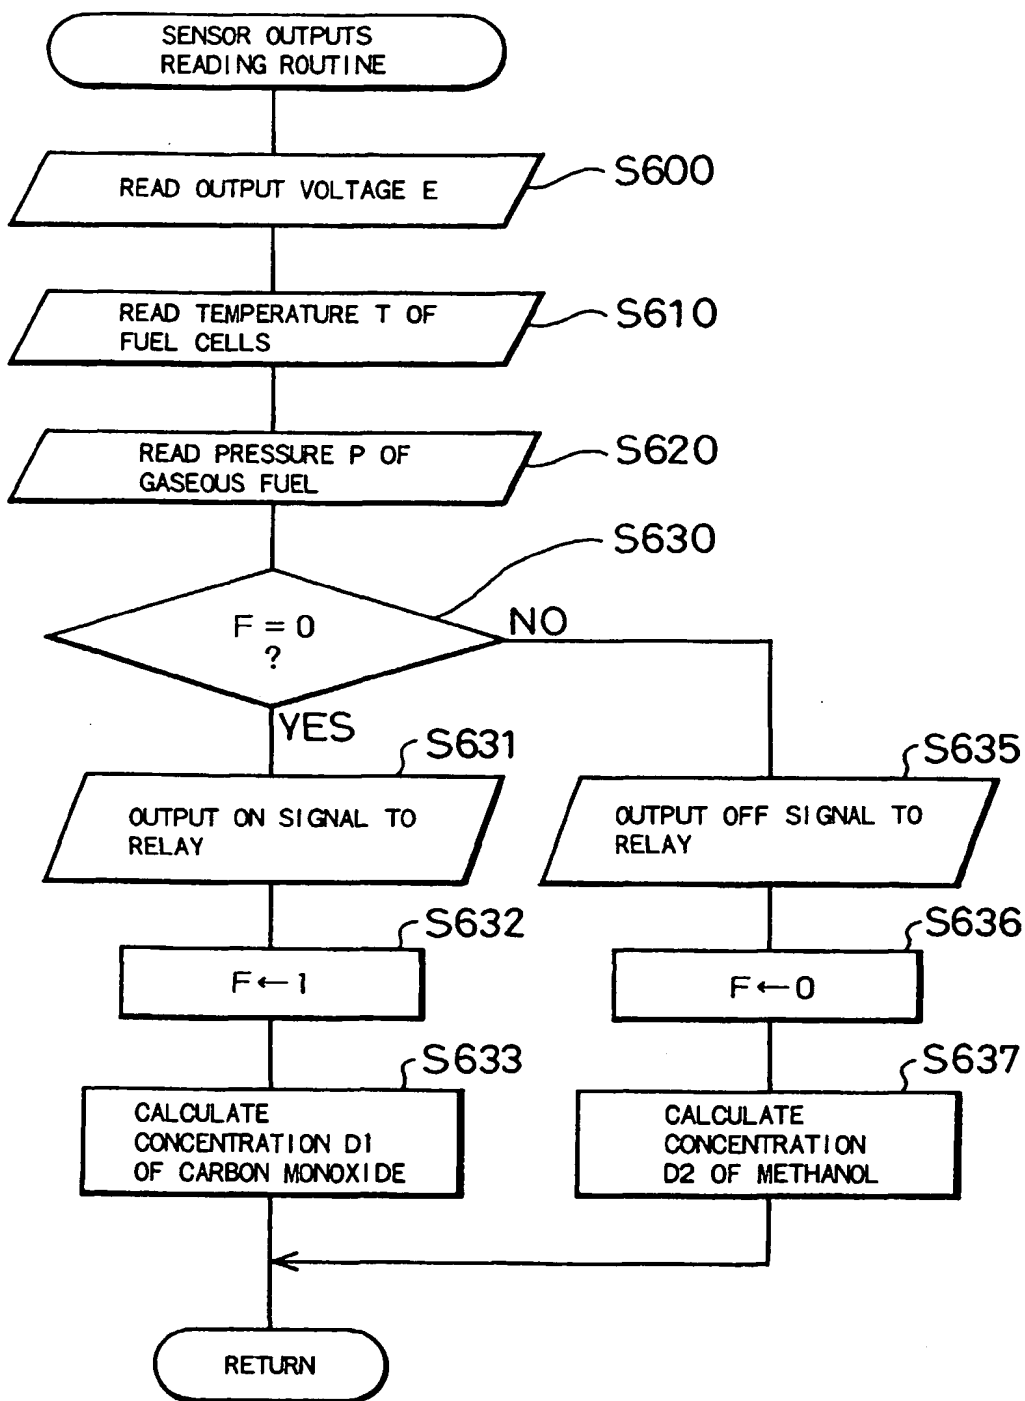 SENSOR OUTPUTS
READING ROUTINE
READ OUTPUT VOLTAGE E
S600
READ TEMPERATURE T OF
FUEL CELLS
S610
READ PRESSURE P OF
GASEOUS FUEL
S620
S630
F = 0
?
NO
YES
S631
OUTPUT ON SIGNAL TO
RELAY
S635
OUTPUT OFF SIGNAL TO
RELAY
S632
F ← 1
S636
F ← 0
S633
CALCULATE
CONCENTRATION D1
OF CARBON MONOXIDE
S637
CALCULATE
CONCENTRATION
D2 OF METHANOL
RETURN